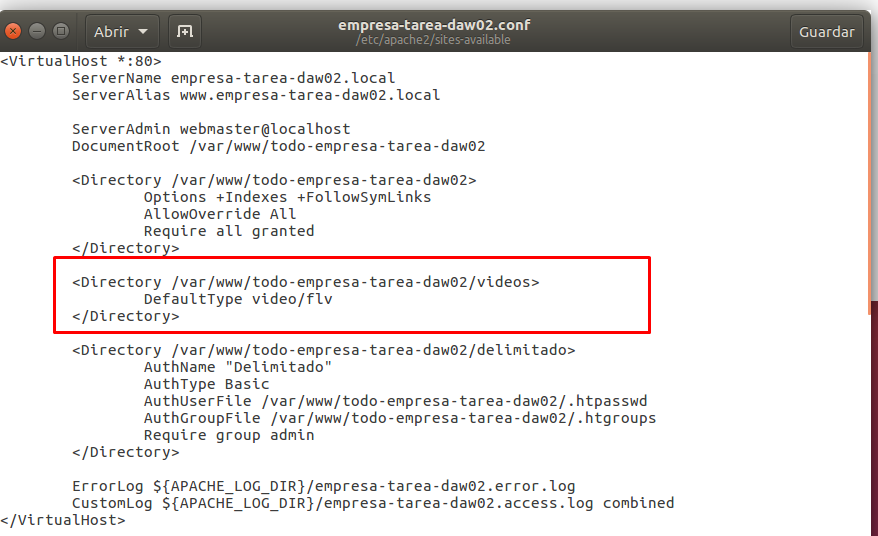 Abrir
empresa-tarea-daw02.conf
/etc/apache2/sites-available
Guardar
<VirtualHost *:80>
ServerName empresa-tarea-daw02.local
ServerAlias www.empresa-tarea-daw02.local
ServerAdmin webmaster@localhost
DocumentRoot /var/www/todo-empresa-tarea-daw02
<Directory /var/www/todo-empresa-tarea-daw02>
Options +Indexes +FollowSymLinks
AllowOverride All
Require all granted
</Directory>
<Directory /var/www/todo-empresa-tarea-daw02/videos>
DefaultType video/flv
</Directory>
<Directory /var/www/todo-empresa-tarea-daw02/delimitado>
AuthName "Delimitado"
AuthType Basic
AuthUserFile /var/www/todo-empresa-tarea-daw02/.htpasswd
AuthGroupFile /var/www/todo-empresa-tarea-daw02/.htgroups
Require group admin
</Directory>
ErrorLog ${APACHE_LOG_DIR}/empresa-tarea-daw02.error.log
CustomLog ${APACHE_LOG_DIR}/empresa-tarea-daw02.access.log combined
</VirtualHost>